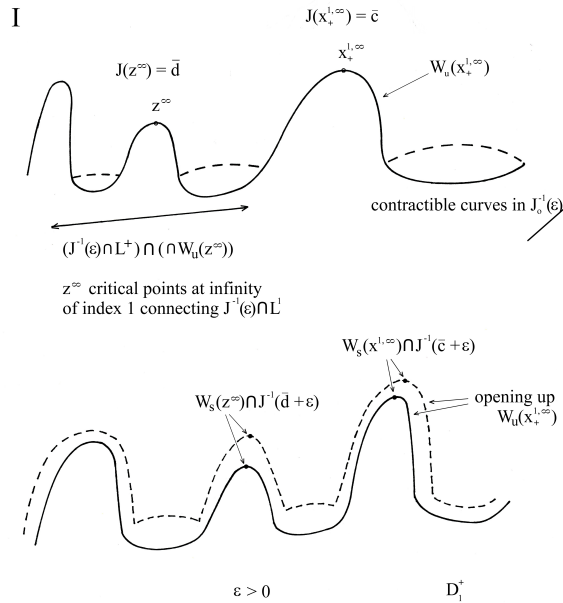 I
J(x₊^{1,∞}) = c̄
x₊^{1,∞}
J(z^∞) = d̄
z^∞
W_u(x₊^{1,∞})
contractible curves in J_o^{-1}(ε)
(J^{-1}(ε)∩L⁺)∩(∩W_u(z^∞))
z^∞ critical points at infinity
of index 1 connecting J^{-1}(ε)∩L^1
W_s(x^{1,∞})∩J^{-1}(c̄+ε)
W_s(z^∞)∩J^{-1}(d̄+ε)
opening up
W_u(x₊^{1,∞})
ε > 0
D₁⁺